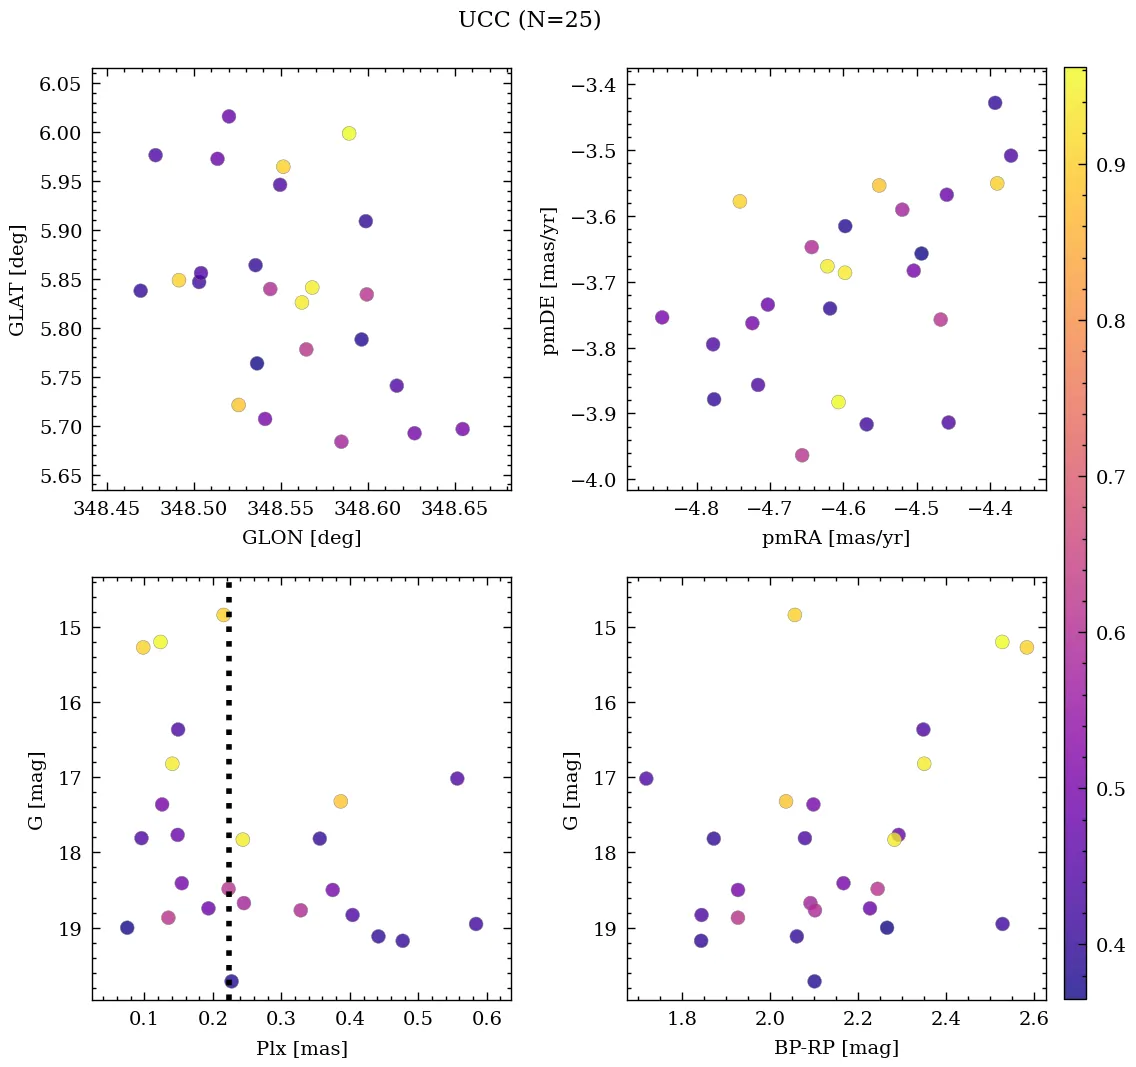 UCC (N=25)
6.05
6.00
5.95
5.90
5.85
5.80
5.75
5.70
5.65
GLAT [deg]
348.45 348.50 348.55 348.60 348.65
GLON [deg]
−3.4
−3.5
−3.6
−3.7
−3.8
−3.9
−4.0
pmDE [mas/yr]
−4.8 −4.7 −4.6 −4.5 −4.4
pmRA [mas/yr]
15
16
17
18
19
G [mag]
0.1 0.2 0.3 0.4 0.5 0.6
Plx [mas]
15
16
17
18
19
G [mag]
1.8 2.0 2.2 2.4 2.6
BP-RP [mag]
0.9
0.8
0.7
0.6
0.5
0.4